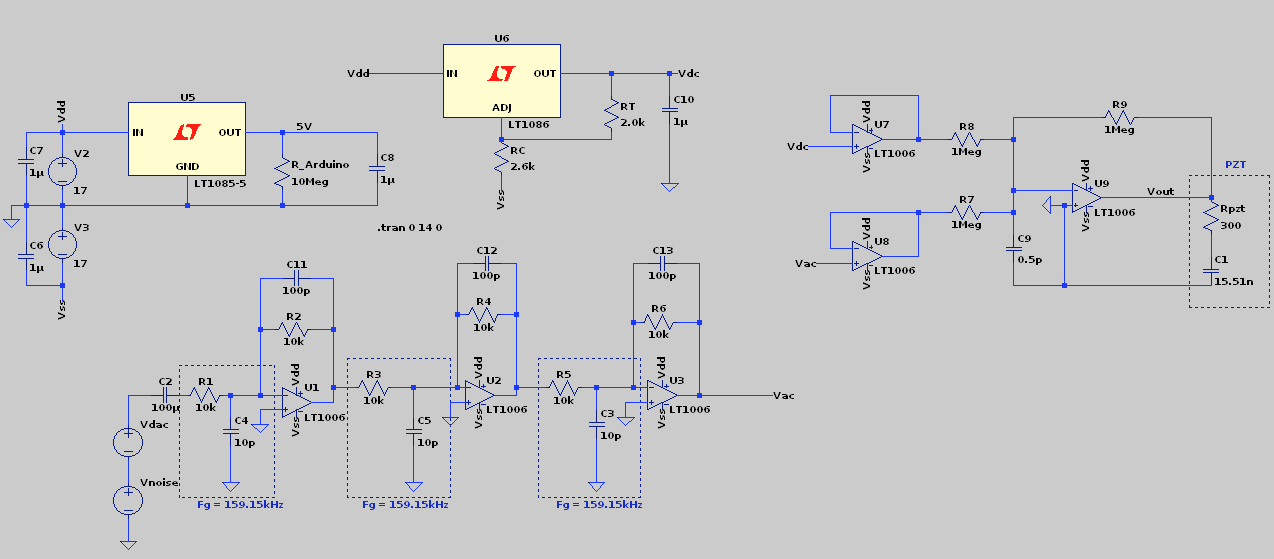 U5
IN
OUT
GND
LT1085-5
Vdd
C7
1µ
V2
17
C6
1µ
V3
17
Vss
5V
R_Arduino
10Meg
C8
1µ
.tran 0 14 0
U6
Vdd
IN
OUT
ADJ
LT1086
Vdc
RT
2.0k
C10
1µ
RC
2.6k
Vss
Vdc
Vdd
U7
Vss
LT1006
R8
1Meg
R9
1Meg
Vac
Vdd
U8
Vss
LT1006
R7
1Meg
C9
0.5p
Vdd
U9
Vss
LT1006
Vout
PZT
Rpzt
300
C1
15.51n
Vdac
Vnoise
C2
100µ
R1
10k
C4
10p
Fg = 159.15kHz
C11
100p
R2
10k
Vdd
U1
Vss
LT1006
R3
10k
C5
10p
Fg = 159.15kHz
C12
100p
R4
10k
Vdd
U2
Vss
LT1006
R5
10k
C3
10p
Fg = 159.15kHz
C13
100p
R6
10k
Vdd
U3
Vss
LT1006
Vac